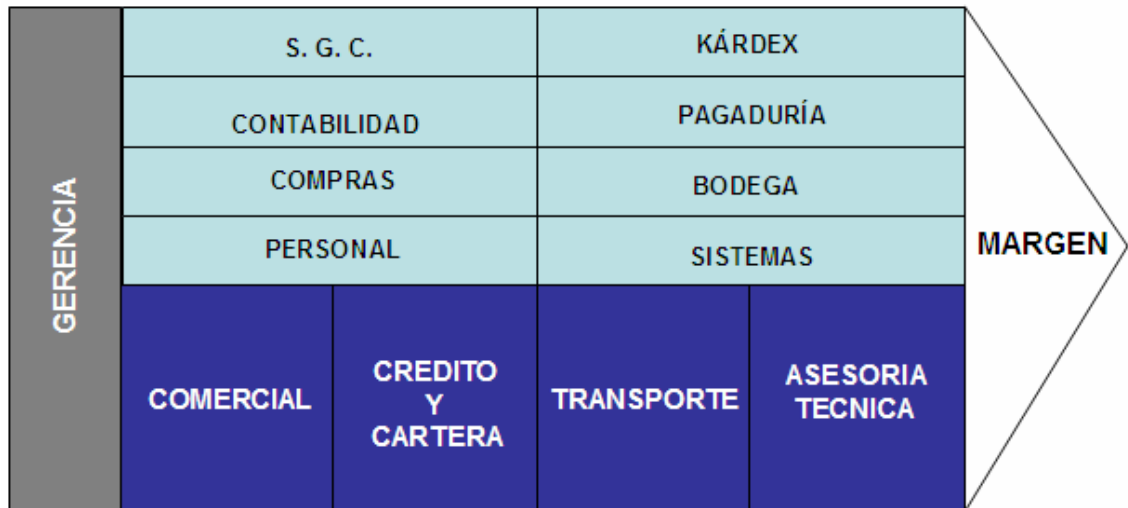 GERENCIA
S. G. C.
KÁRDEX
CONTABILIDAD
PAGADURÍA
COMPRAS
BODEGA
PERSONAL
SISTEMAS
MARGEN
COMERCIAL
CREDITO
Y
CARTERA
TRANSPORTE
ASESORIA
TECNICA